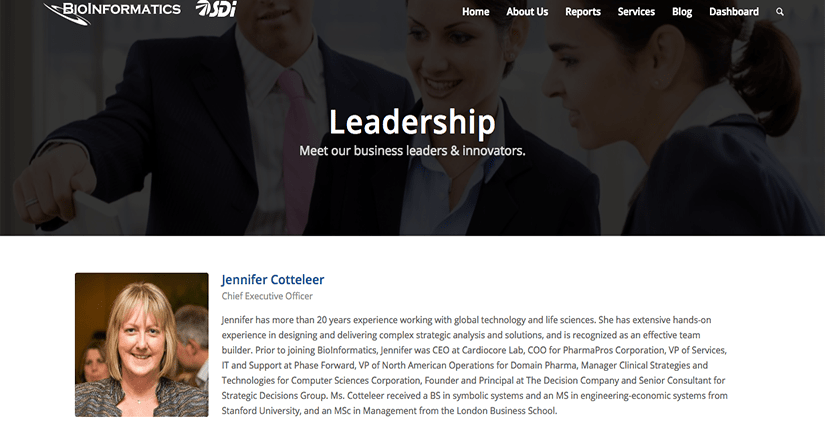 BIOINFORMATICS SDi
Home About Us Reports Services Blog Dashboard
Leadership
Meet our business leaders & innovators.
Jennifer Cotteleer
Chief Executive Officer
Jennifer has more than 20 years experience working with global technology and life sciences. She has extensive hands-on
experience in designing and delivering complex strategic analysis and solutions, and is recognized as an effective team
builder. Prior to joining BioInformatics, Jennifer was CEO at Cardiocore Lab, COO for PharmaPros Corporation, VP of Services,
IT and Support at Phase Forward, VP of North American Operations for Domain Pharma, Manager Clinical Strategies and
Technologies for Computer Sciences Corporation, Founder and Principal at The Decision Company and Senior Consultant for
Strategic Decisions Group. Ms. Cotteleer received a BS in symbolic systems and an MS in engineering-economic systems from
Stanford University, and an MSc in Management from the London Business School.